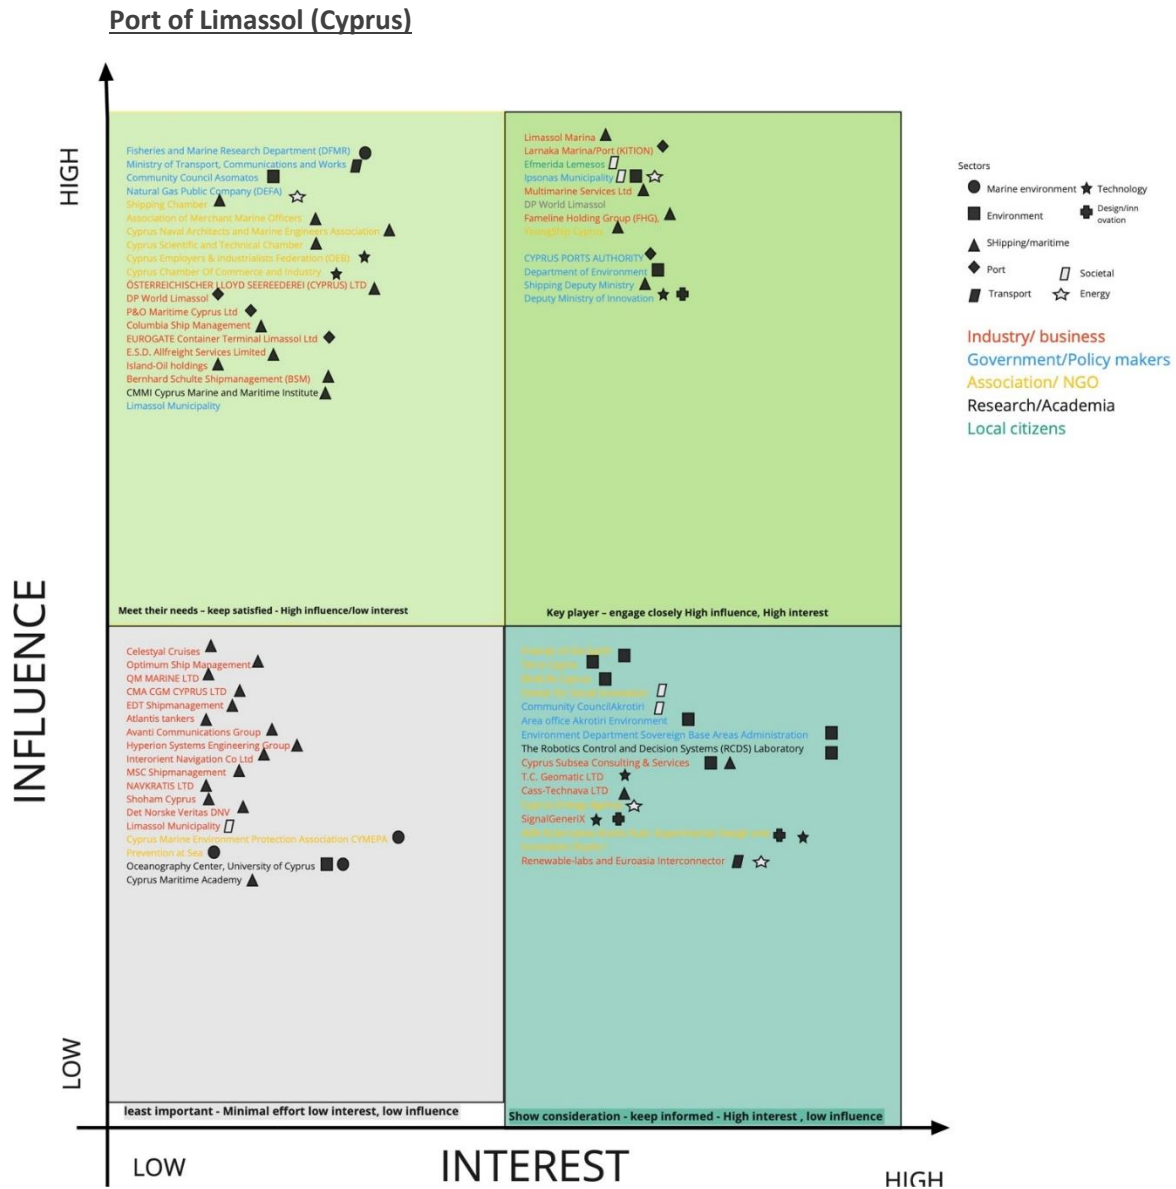 Port of Limassol (Cyprus)
HIGH
Fisheries and Marine Research Department (DFMR)
Ministry of Transport, Communications and Works
Community Council Asomatos
Natural Gas Public Company (DEFA)
Shipping Chamber
Association of Merchant Marine Officers
Cyprus Naval Architects and Marine Engineers Association
Cyprus Scientific and Technical Chamber
Cyprus Employers & Industrialists Federation (OEB)
Cyprus Chamber Of Commerce and Industry
ÖSTERREICHISCHER LLOYD SEEREEDEREI (CYPRUS) LTD
DP World Limassol
P&O Maritime Cyprus Ltd
Columbia Ship Management
EUROGATE Container Terminal Limassol Ltd
E.S.D. Allfreight Services Limited
Island-Oil holdings
Bernhard Schulte Shipmanagement (BSM)
CMMI Cyprus Marine and Maritime Institute
Limassol Municipality
Meet their needs – keep satisfied - High influence/low interest
Limassol Marina
Larnaka Marina/Port (KITION)
Efmerida Lemesos
Ipsonas Municipality
Multimarine Services Ltd
DP World Limassol
Fameline Holding Group (FHG),
Cyprus
CYPRUS PORTS AUTHORITY
Department of Environment
Shipping Deputy Ministry
Deputy Ministry of Innovation
Key player – engage closely High influence, High interest
Sectors
Marine environment
Technology
Environment
Design/inn
ovation
SHipping/maritime
Port
Societal
Transport
Energy
Industry/ business
Government/Policy makers
Association/ NGO
Research/Academia
Local citizens
INFLUENCE
Celestyal Cruises
Optimum Ship Management
QM MARINE LTD
CMA CGM CYPRUS LTD
EDT Shipmanagement
Atlantis tankers
Avanti Communications Group
Hyperion Systems Engineering Group
Interorient Navigation Co Ltd
MSC Shipmanagement
NAVKRATIS LTD
Shoham Cyprus
Det Norske Veritas DNV
Limassol Municipality
Cyprus Marine Environment Protection Association CYMEPA
Prevention at Sea
Oceanography Center, University of Cyprus
Cyprus Maritime Academy
least important - Minimal effort low interest, low influence
Community CouncilAkrotiri
Area office Akrotiri Environment
Environment Department Sovereign Base Areas Administration
The Robotics Control and Decision Systems (RCDS) Laboratory
Cyprus Subsea Consulting & Services
T.C. Geomatic LTD
Cass-Technava LTD
Cyprus Energy Agency
SignalGeneriX
Renewable-labs and Euroasia Interconnector
Show consideration - keep informed - High interest , low influence
LOW
LOW
INTEREST
HIGH